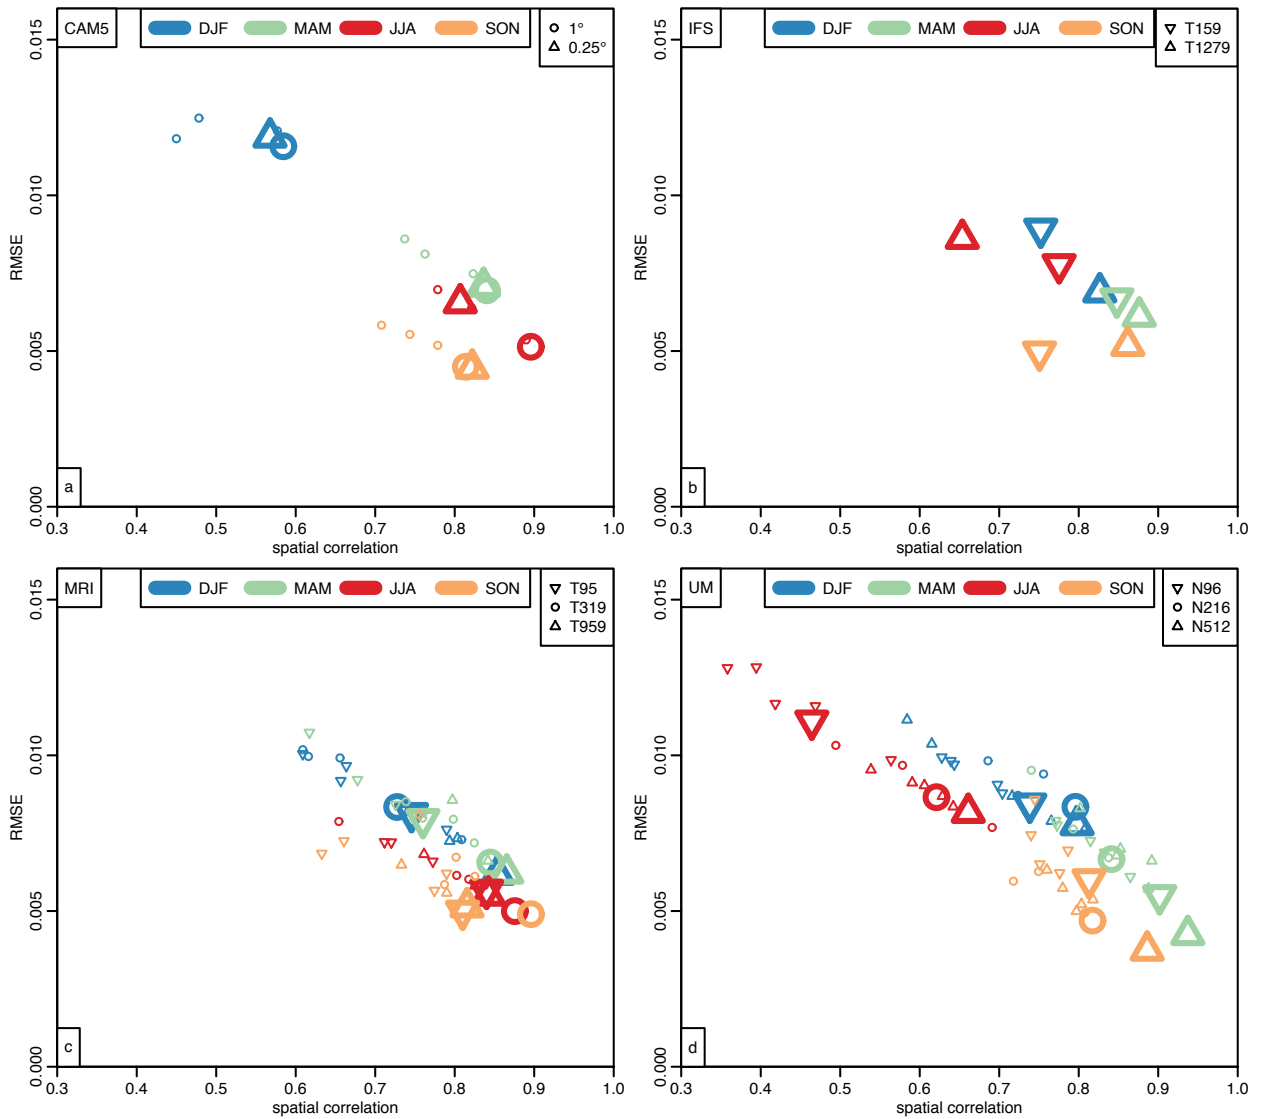 CAM5
DJF MAM JJA SON
1°
0.25°
0.015
0.010
0.005
0.000
RMSE
a
0.3 0.4 0.5 0.6 0.7 0.8 0.9 1.0
spatial correlation
IFS
DJF MAM JJA SON
T159
T1279
0.015
0.010
0.005
0.000
RMSE
b
0.3 0.4 0.5 0.6 0.7 0.8 0.9 1.0
spatial correlation
MRI
DJF MAM JJA SON
T95
T319
T959
0.015
0.010
0.005
0.000
RMSE
c
0.3 0.4 0.5 0.6 0.7 0.8 0.9 1.0
spatial correlation
UM
DJF MAM JJA SON
N96
N216
N512
0.015
0.010
0.005
0.000
RMSE
d
0.3 0.4 0.5 0.6 0.7 0.8 0.9 1.0
spatial correlation